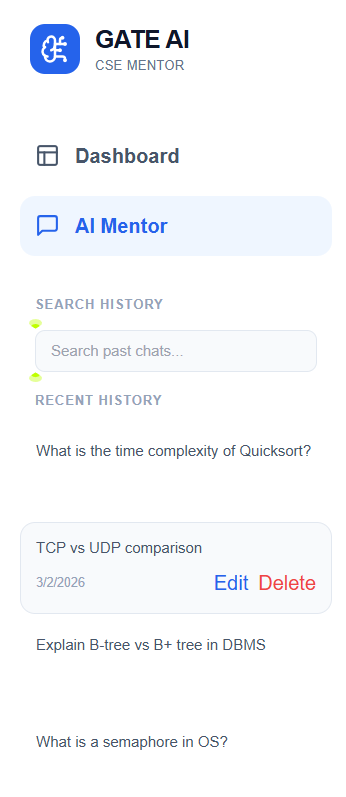 GATE AI
CSE MENTOR
Dashboard
AI Mentor
SEARCH HISTORY
Search past chats...
RECENT HISTORY
What is the time complexity of Quicksort?
TCP vs UDP comparison
3/2/2026 Edit Delete
Explain B-tree vs B+ tree in DBMS
What is a semaphore in OS?